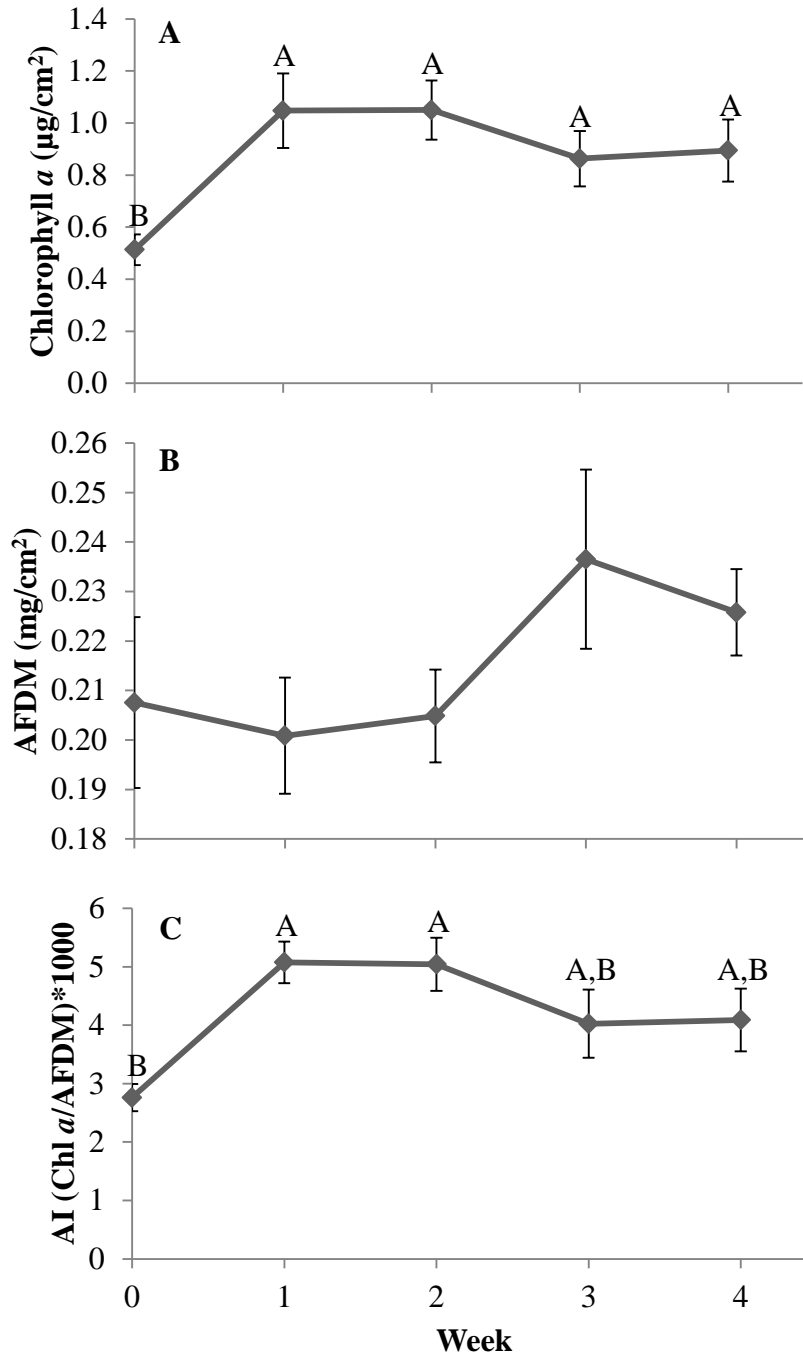 A
Chlorophyll a (µg/cm²)
1.4
1.2
1.0
0.8
0.6
0.4
0.2
0.0
B
A
A
A
A
B
AFDM (mg/cm²)
0.26
0.25
0.24
0.23
0.22
0.21
0.20
0.19
0.18
C
AI (Chl a/AFDM)*1000
6
5
4
3
2
1
0
B
A
A
A,B
A,B
0 1 2 3 4
Week